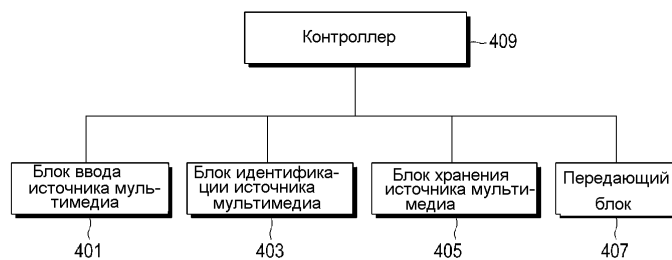 Контроллер
409
Блок ввода
источника муль-
тимедиа
Блок идентифика-
ции источника
мультимедиа
Блок хранения
источника мульти-
медиа
Передающий
блок
401
403
405
407